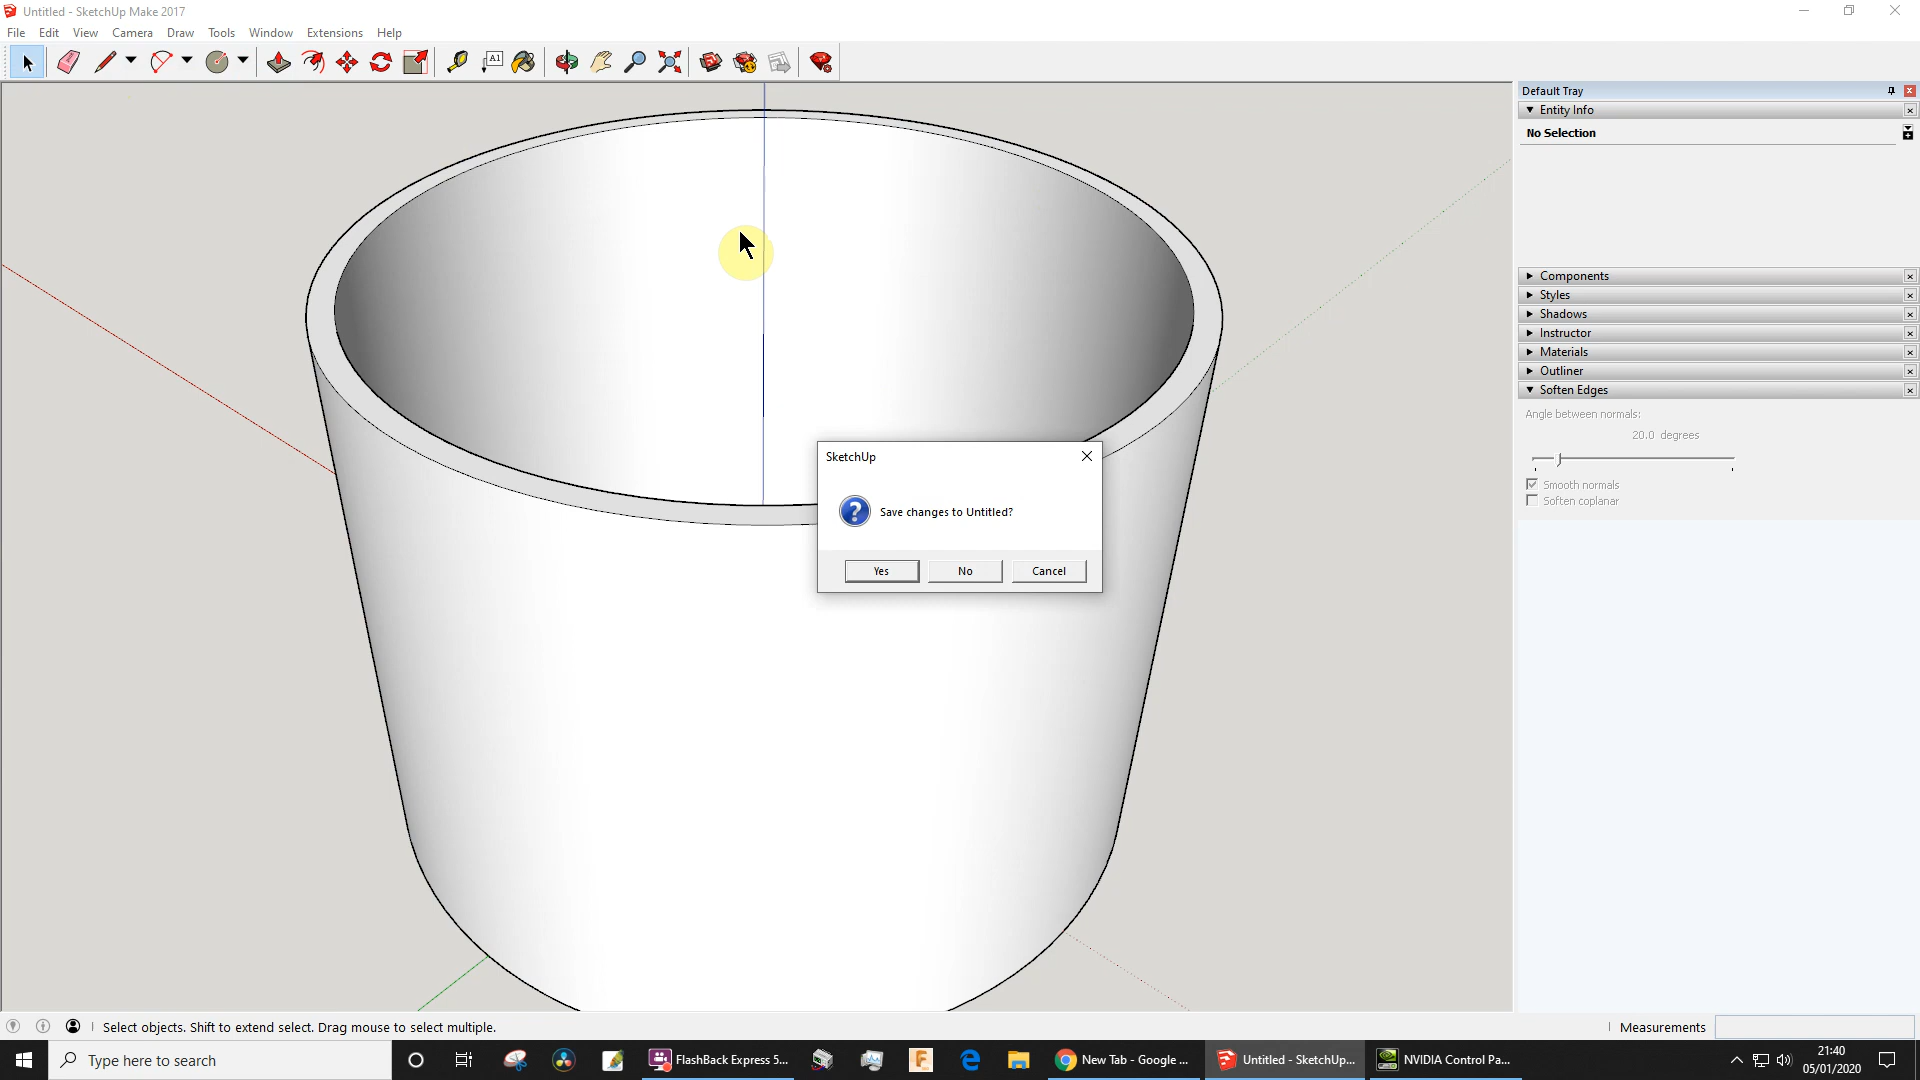 Untitled - SketchUp Make 2017
File Edit View Camera Draw Tools Window Extensions Help
A1
Default Tray
Entity Info
No Selection
Components
Styles
Shadows
Instructor
Materials
Outliner
Soften Edges
Angle between normals:
20.0 degrees
Smooth normals
Soften coplanar
SketchUp
?
Save changes to Untitled?
Yes No Cancel
Select objects. Shift to extend select. Drag mouse to select multiple.
Measurements
Type here to search
FlashBack Express 5...
New Tab - Google ...
Untitled - SketchUp...
NVIDIA Control Pa...
21:40
05/01/2020